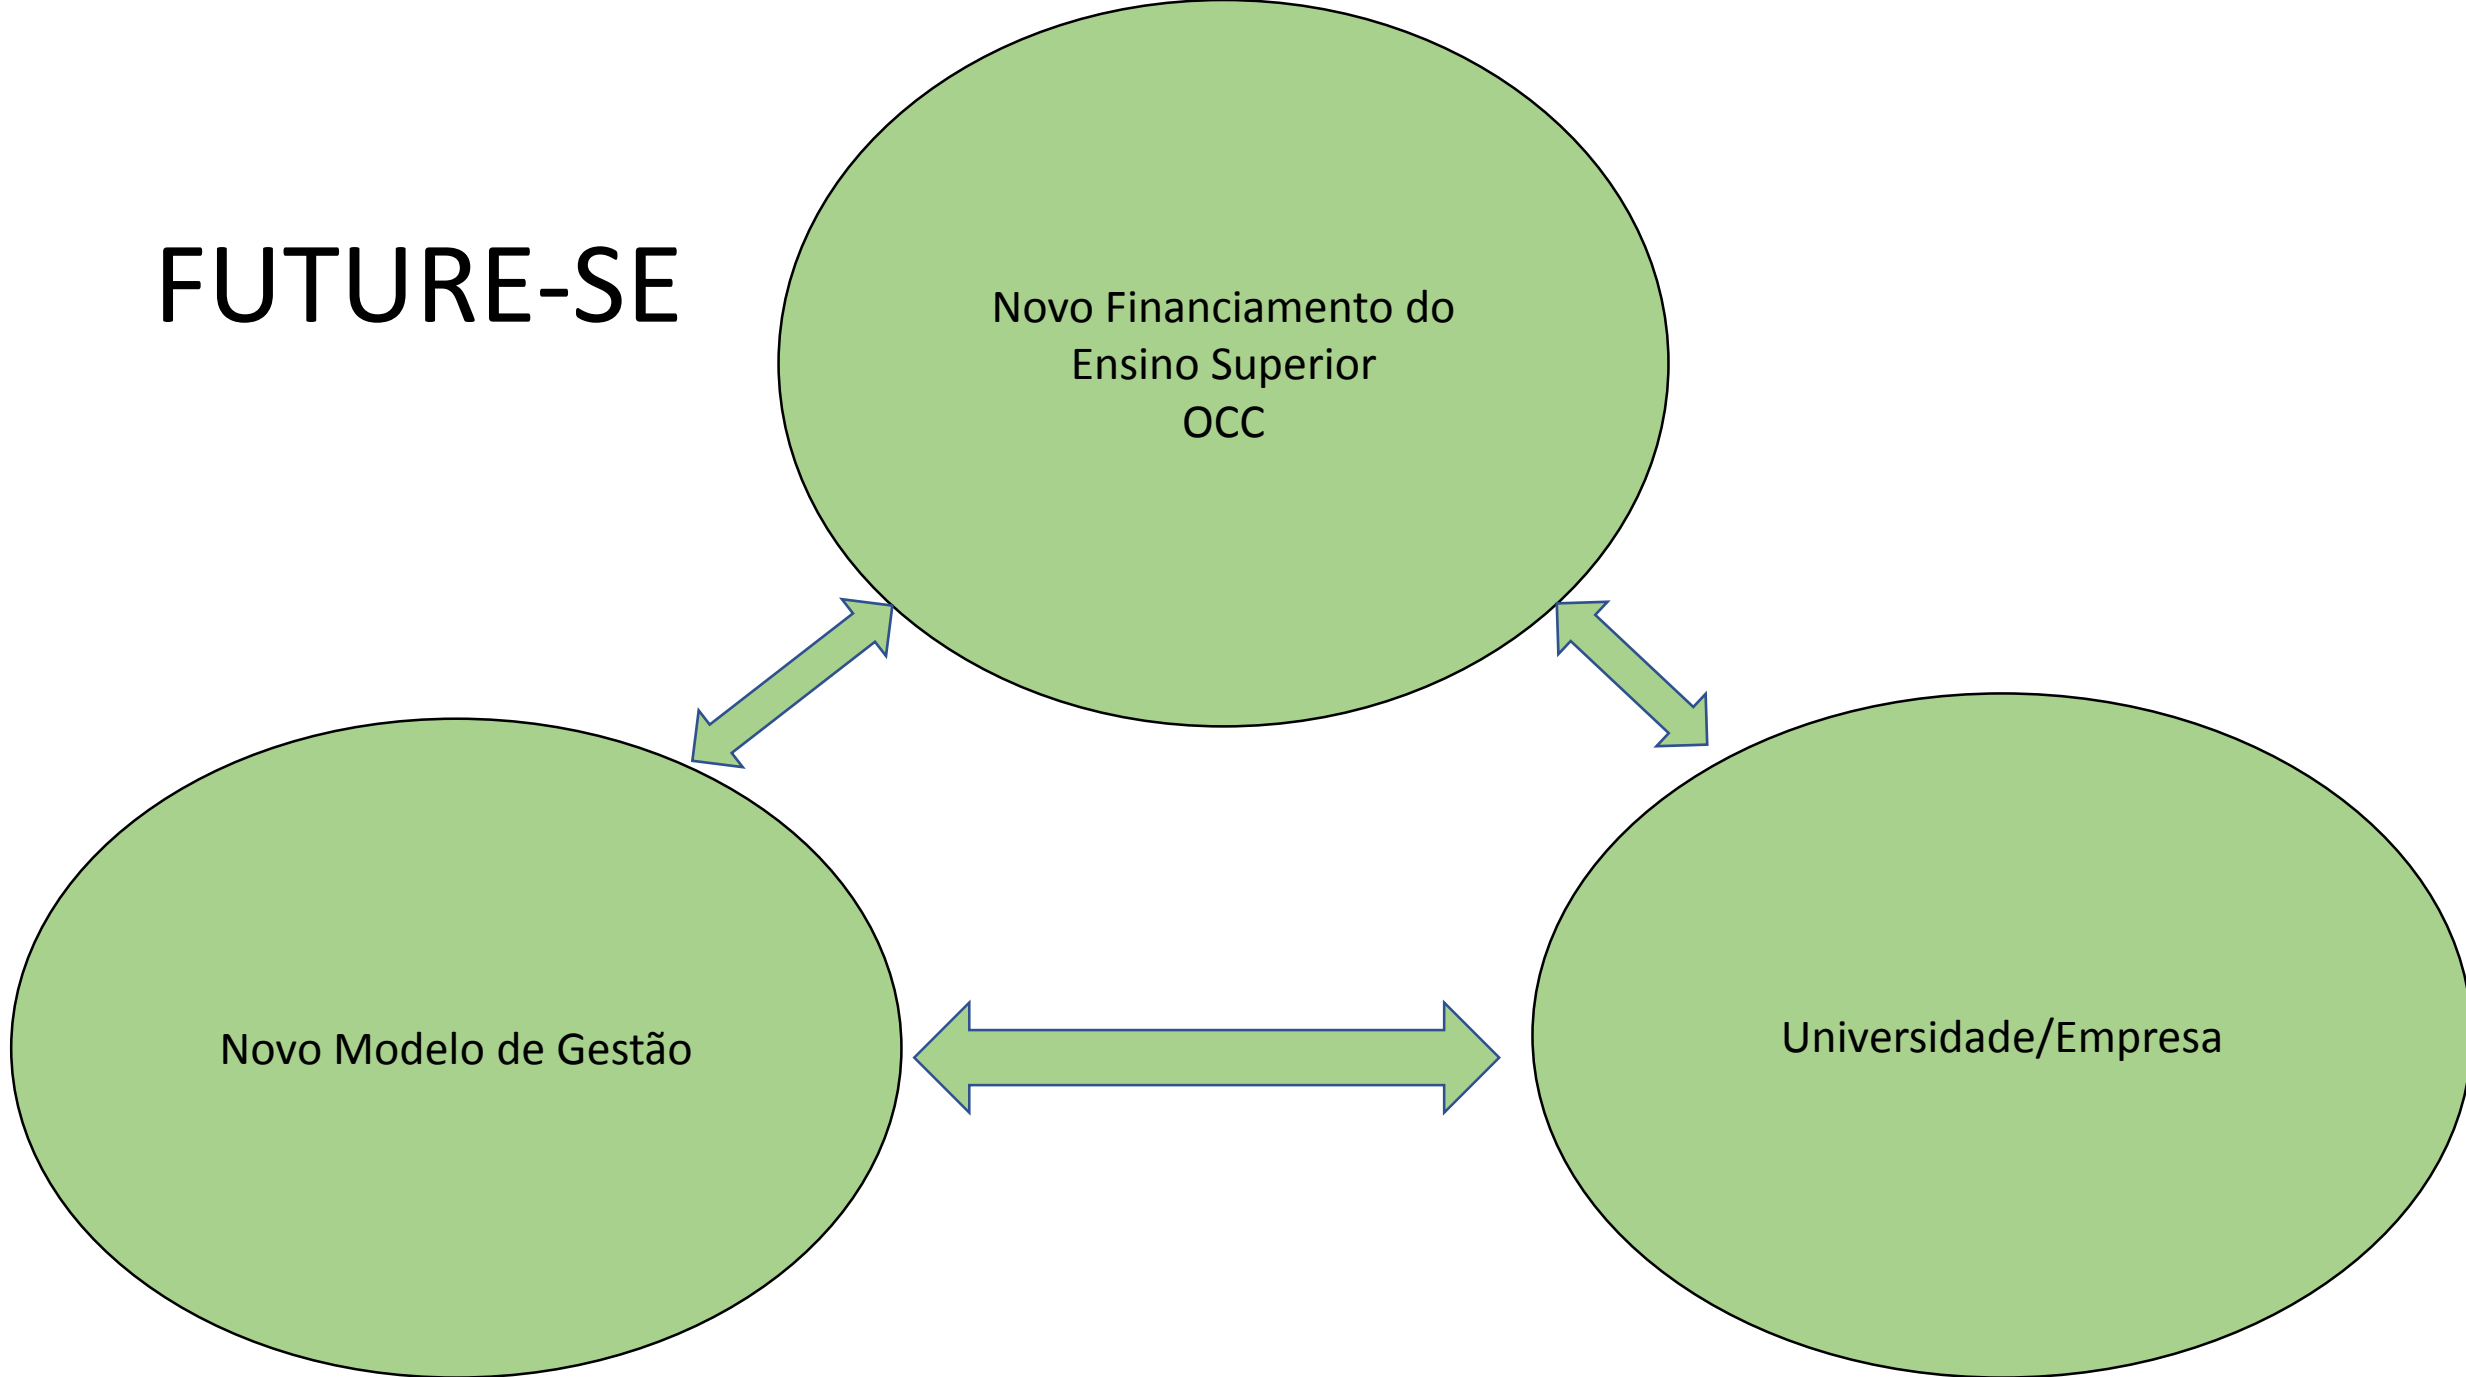 FUTURE-SE
Novo Financiamento do
Ensino Superior
OCC
Novo Modelo de Gestão
Universidade/Empresa